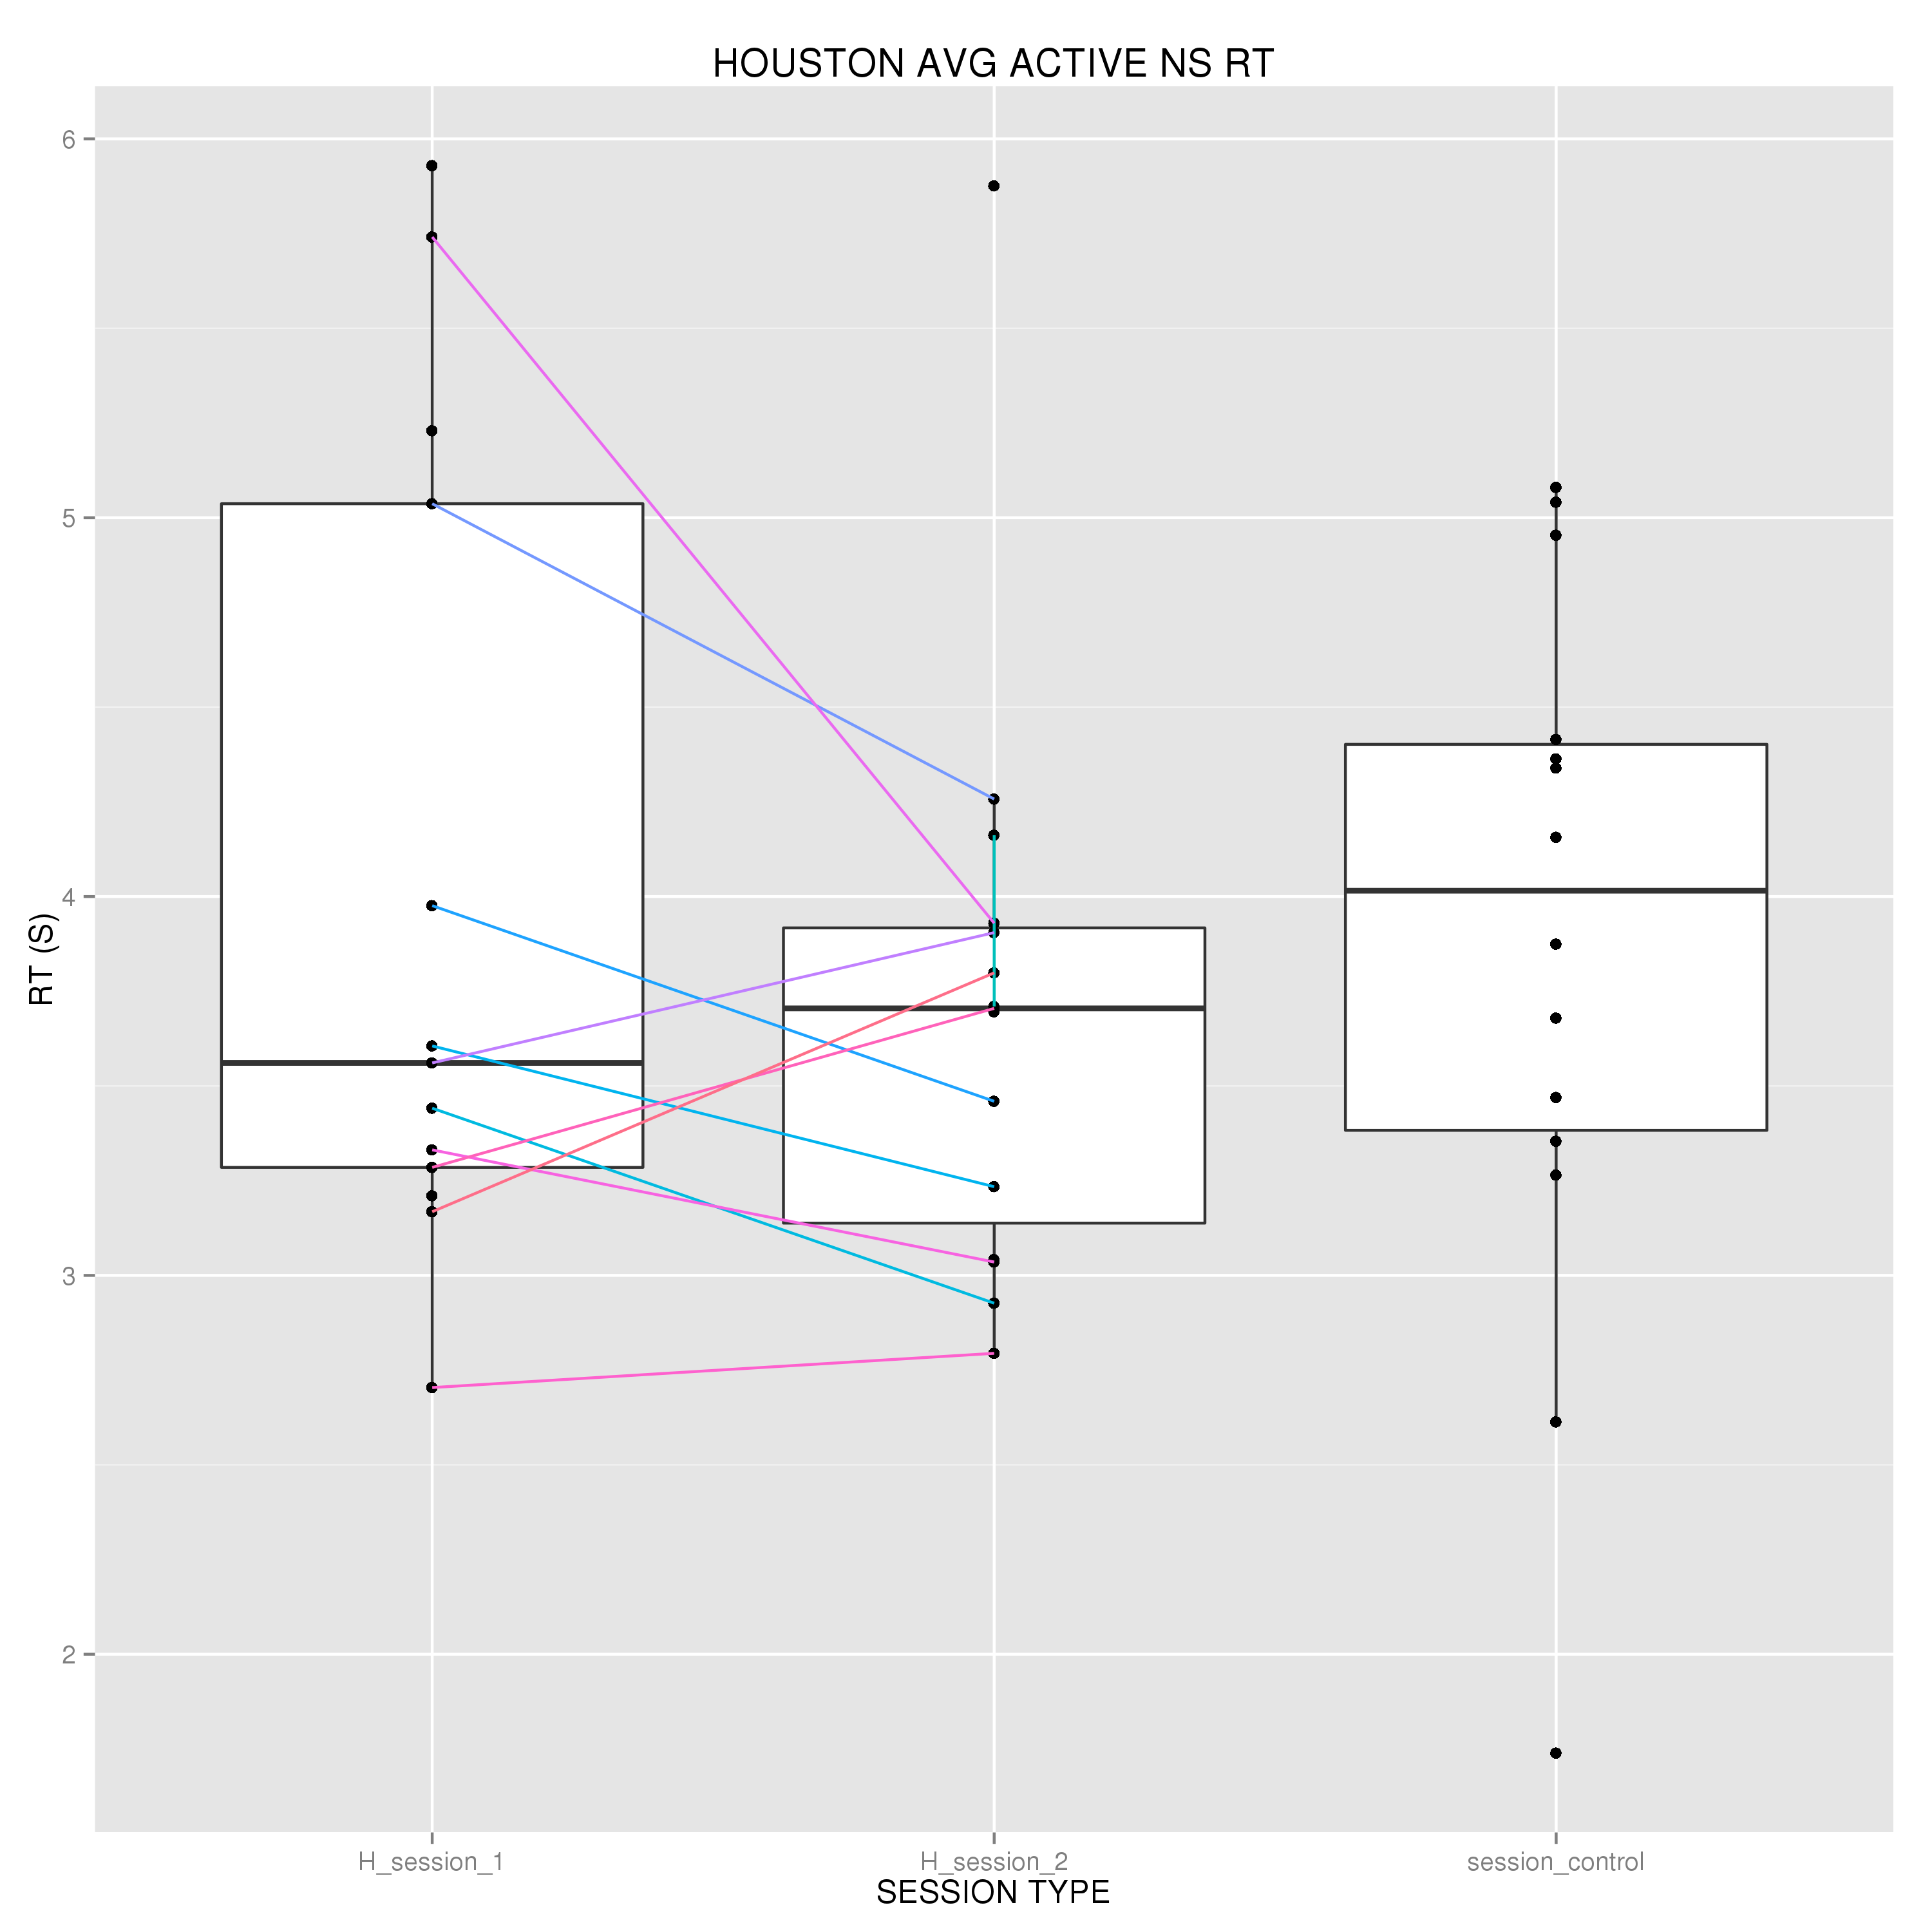 HOUSTON AVG ACTIVE NS RT
6
5
4
3
2
RT (S)
H_session_1
H_session_2
session_control
SESSION TYPE